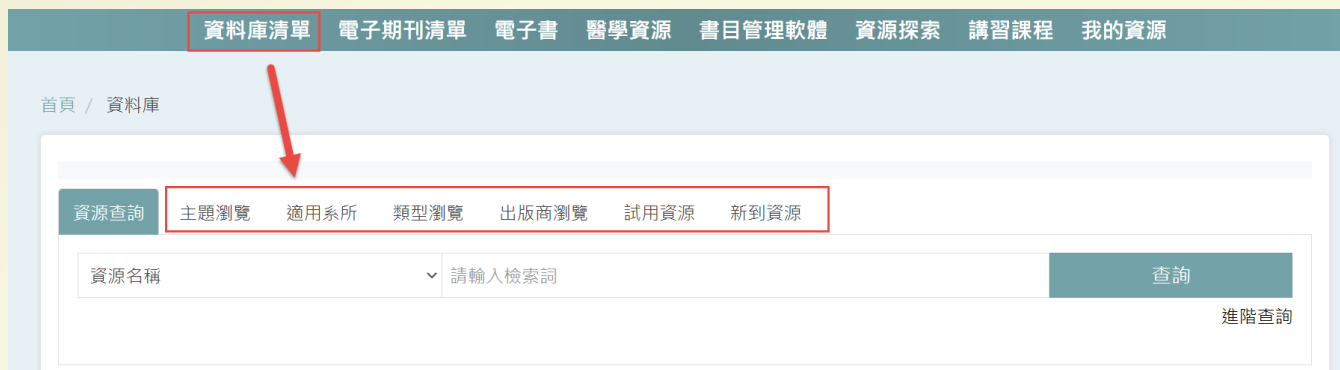 資料庫清單 電子期刊清單 電子書 醫學資源 書目管理軟體 資源探索 講習課程 我的資源
首頁 / 資料庫
資源查詢 主題瀏覽 適用系所 類型瀏覽 出版商瀏覽 試用資源 新到資源
資源名稱 請輸入檢索詞 查詢
進階查詢